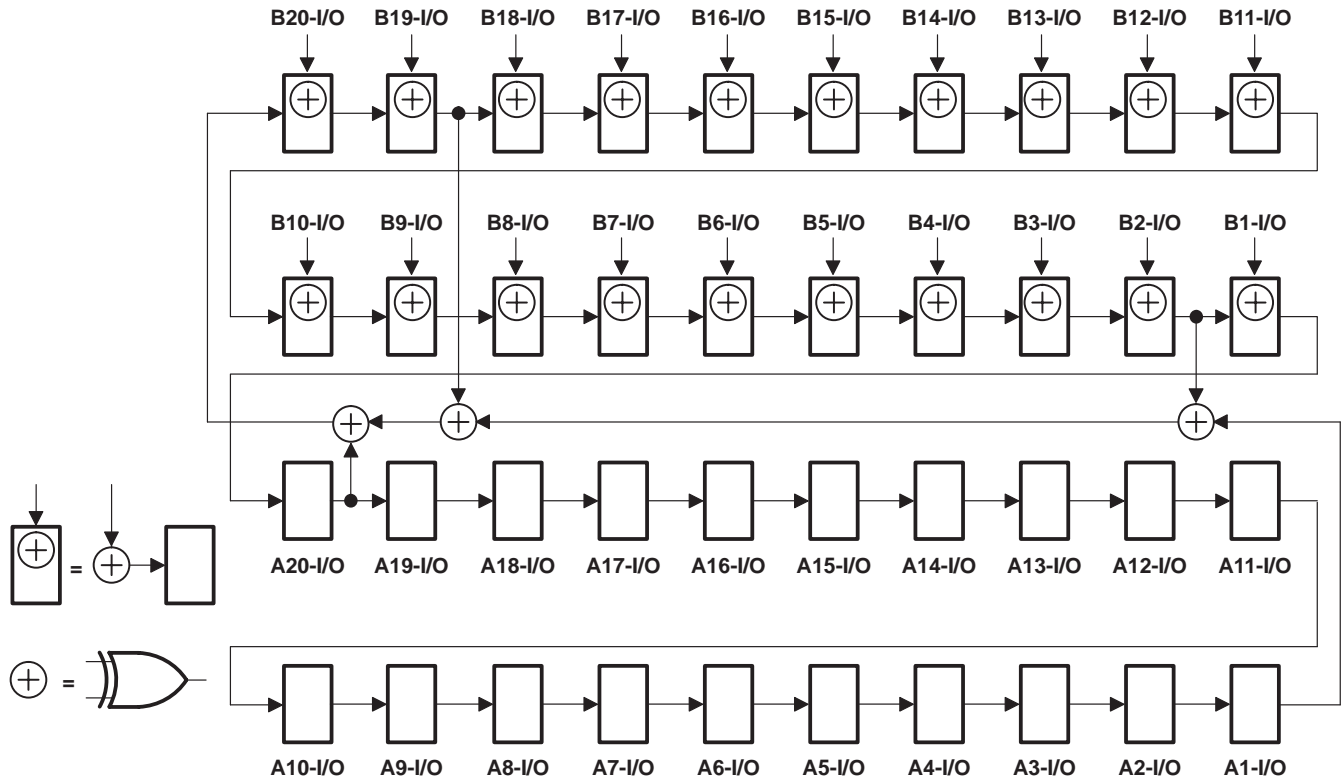 B20-I/O B19-I/O B18-I/O B17-I/O B16-I/O B15-I/O B14-I/O B13-I/O B12-I/O B11-I/O
B10-I/O B9-I/O B8-I/O B7-I/O B6-I/O B5-I/O B4-I/O B3-I/O B2-I/O B1-I/O
A20-I/O A19-I/O A18-I/O A17-I/O A16-I/O A15-I/O A14-I/O A13-I/O A12-I/O A11-I/O
=
=
A10-I/O A9-I/O A8-I/O A7-I/O A6-I/O A5-I/O A4-I/O A3-I/O A2-I/O A1-I/O